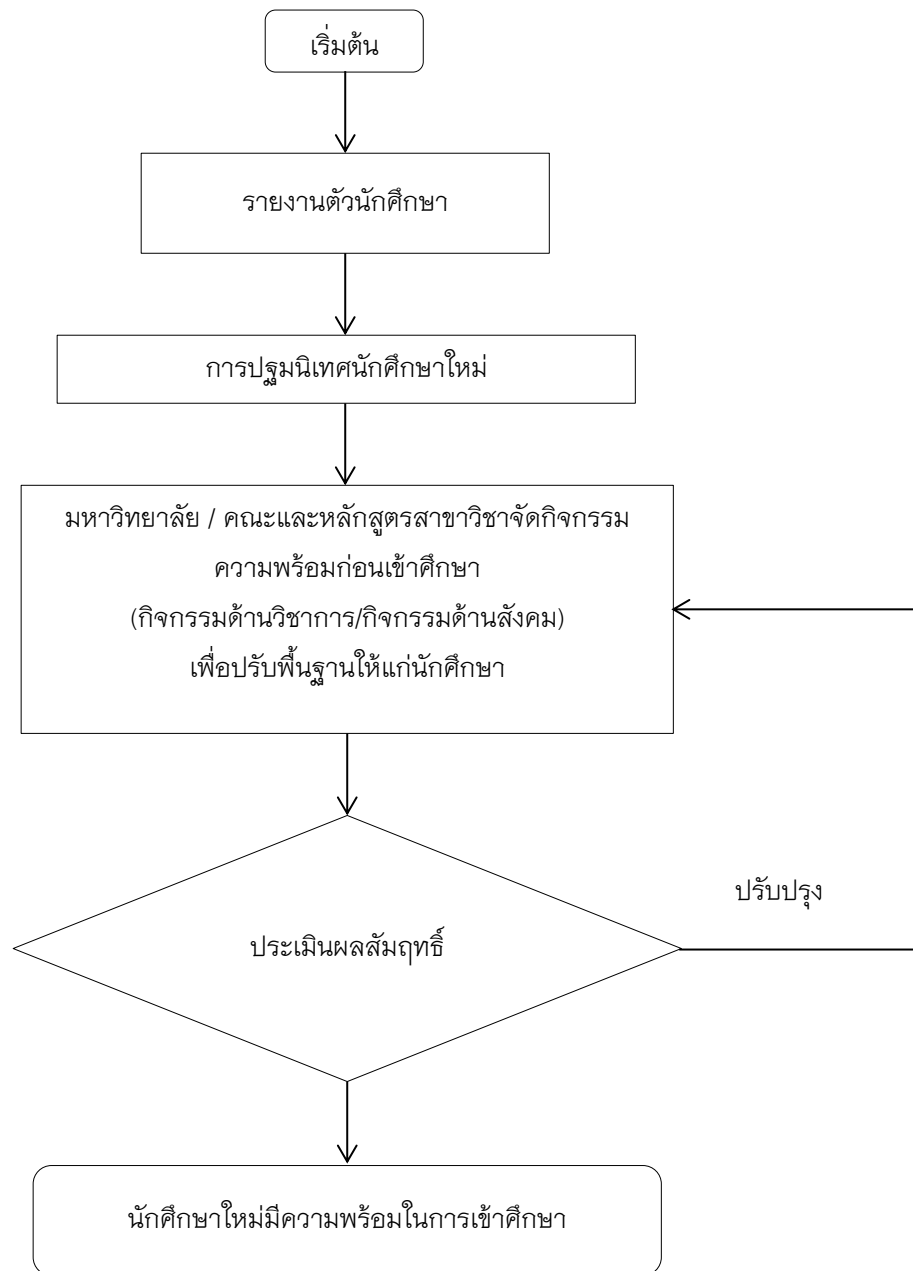 เริ่มต้น
รายงานตัวนักศึกษา
การปฐมนิเทศนักศึกษาใหม่
มหาวิทยาลัย / คณะและหลักสูตรสาขาวิชาจัดกิจกรรม
ความพร้อมก่อนเข้าศึกษา
(กิจกรรมด้านวิชาการ/กิจกรรมด้านสังคม)
เพื่อปรับพื้นฐานให้แก่นักศึกษา
ปรับปรุง
ประเมินผลสัมฤทธิ์
นักศึกษาใหม่มีความพร้อมในการเข้าศึกษา